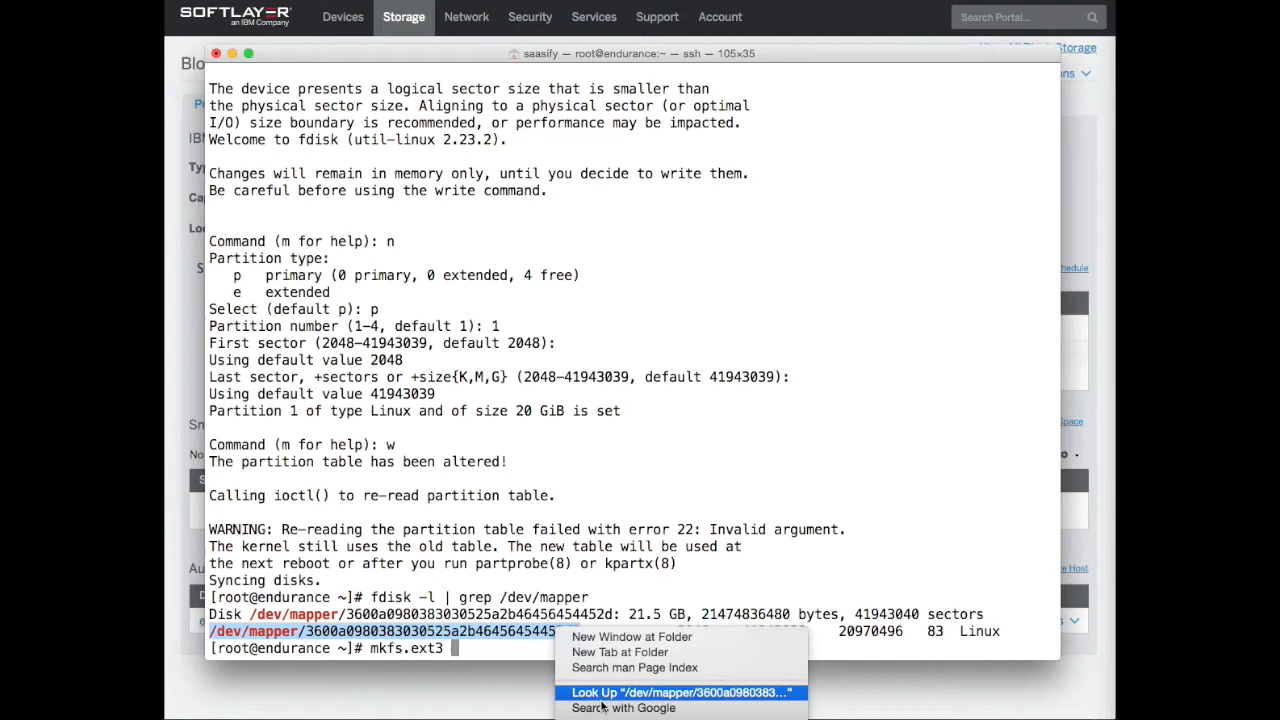 SOFTLAYER
an IBM Company
Devices Storage Network Security Services Support Account
Search Portal...
Storage
Blo
saasify — root@endurance:~ — ssh — 105×35
The device presents a logical sector size that is smaller than
the physical sector size. Aligning to a physical sector (or optimal
I/O) size boundary is recommended, or performance may be impacted.
Welcome to fdisk (util-linux 2.23.2).
Changes will remain in memory only, until you decide to write them.
Be careful before using the write command.
Command (m for help): n
Partition type:
p primary (0 primary, 0 extended, 4 free)
e extended
Select (default p): p
Partition number (1-4, default 1): 1
First sector (2048-41943039, default 2048):
Using default value 2048
Last sector, +sectors or +size{K,M,G} (2048-41943039, default 41943039):
Using default value 41943039
Partition 1 of type Linux and of size 20 GiB is set
Command (m for help): w
The partition table has been altered!
Calling ioctl() to re-read partition table.
WARNING: Re-reading the partition table failed with error 22: Invalid argument.
The kernel still uses the old table. The new table will be used at
the next reboot or after you run partprobe(8) or kpartx(8)
Syncing disks.
[root@endurance ~]# fdisk -l | grep /dev/mapper
Disk /dev/mapper/3600a0980383030525a2b46456454452d: 21.5 GB, 21474836480 bytes, 41943040 sectors
/dev/mapper/3600a0980383030525a2b4645645445 20970496 83 Linux
[root@endurance ~]# mkfs.ext3
New Window at Folder
New Tab at Folder
Search man Page Index
Look Up “/dev/mapper/3600a0980383...”
Search with Google